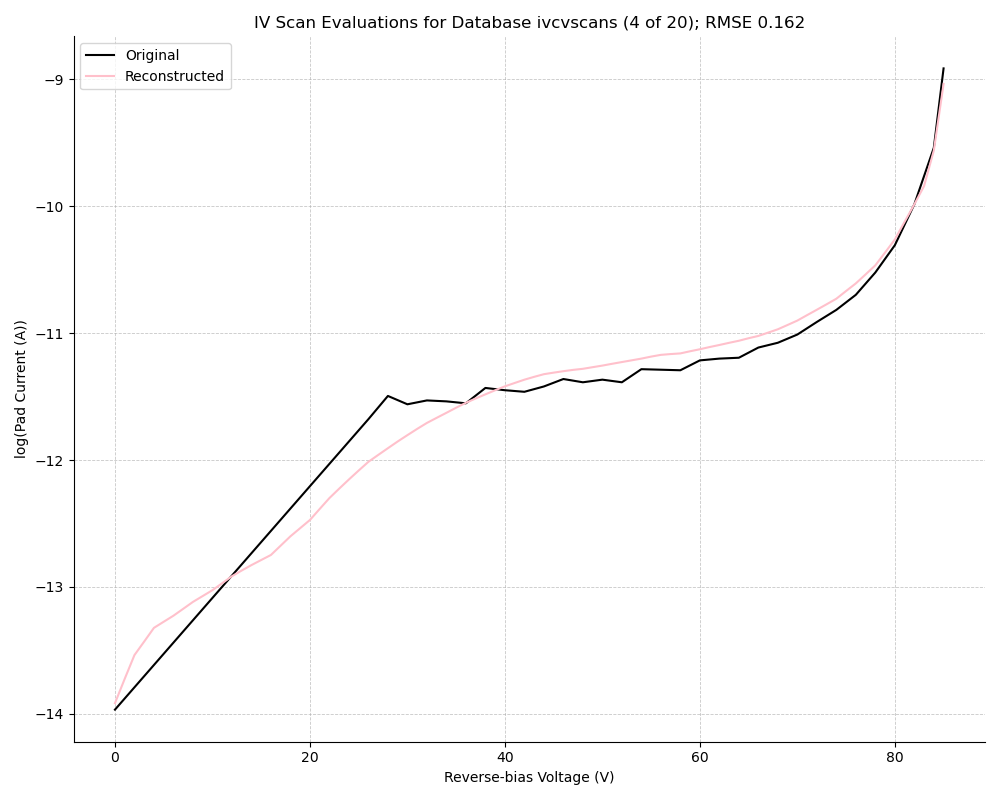 IV Scan Evaluations for Database ivcvscans (4 of 20); RMSE 0.162
Original
Reconstructed
−9
−10
−11
−12
−13
−14
log(Pad Current (A))
0
20
40
60
80
Reverse-bias Voltage (V)